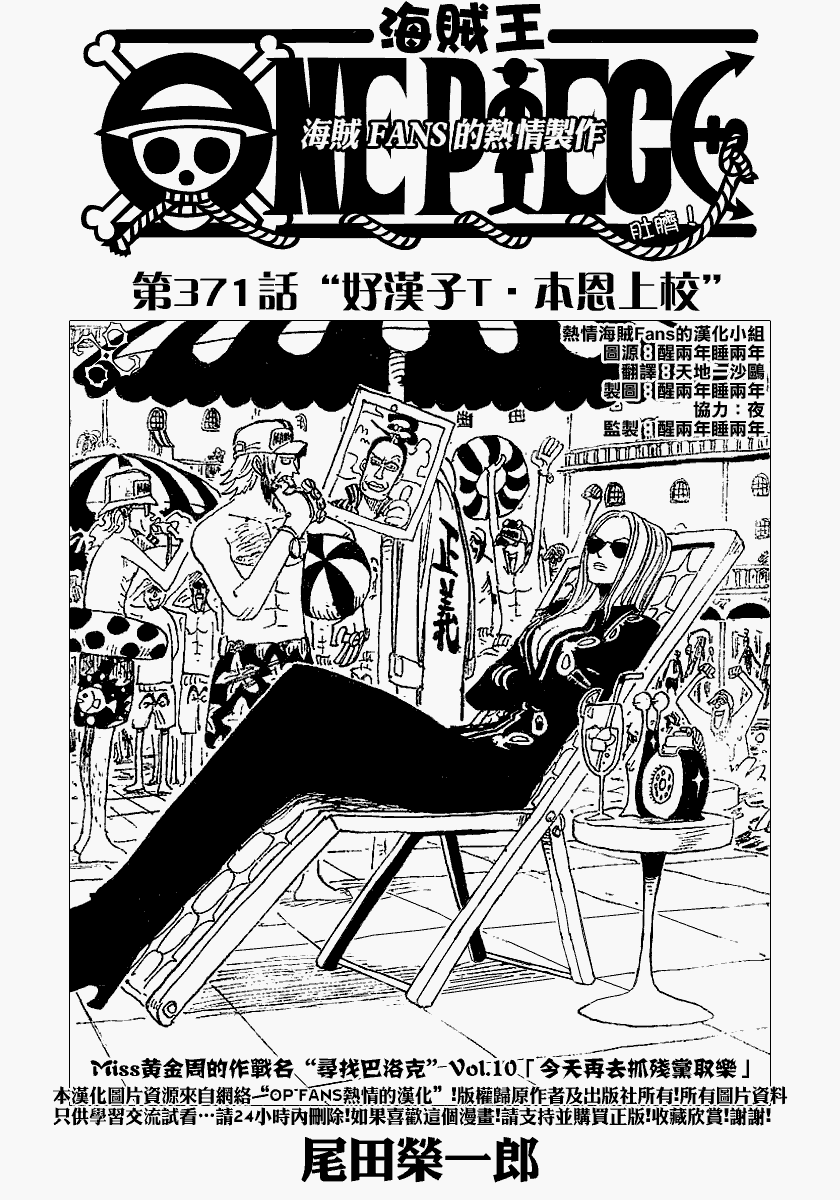 海賊王
ONE PIECE
海賊 FANS 的熱情製作
肚臍！
第371話 “好漢子T・本恩上校”
熱情海賊Fans的漢化小組
圖源：醒兩年睡兩年
翻譯：天地一沙鷗
製圖：醒兩年睡兩年
協力：夜
監製：醒兩年睡兩年
Miss黃金周的作戰名 “尋找巴洛克” Vol.10「今天再去抓殘黨取樂」
本漢化圖片資源來自網絡一“OP FANS熱情的漢化”!版權歸原作者及出版社所有!所有圖片資料
只供學習交流試看…請24小時內刪除!如果喜歡這個漫畫!請支持並購買正版!收藏欣賞!謝謝!
尾田榮一郎